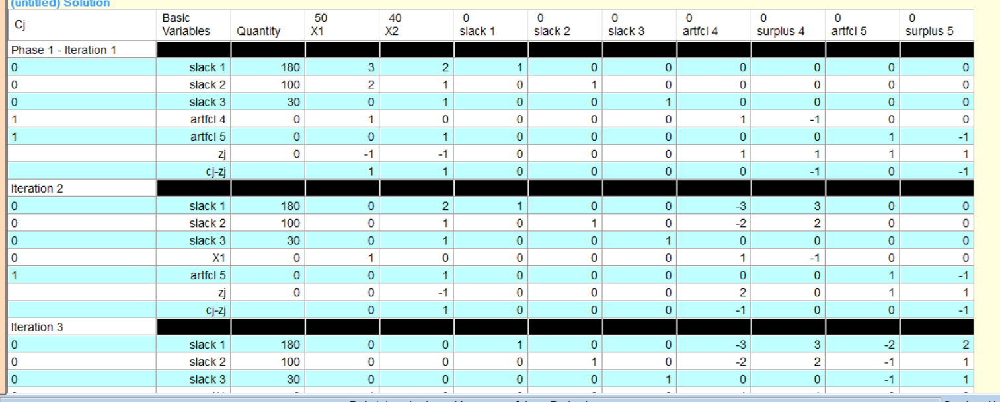 (untitled) Solution
Cj Basic Variables Quantity 50 X1 40 X2 0 slack 1 0 slack 2 0 slack 3 0 artfcl 4 0 surplus 4 0 artfcl 5 0 surplus 5
Phase 1 - Iteration 1
0 slack 1 180 3 2 1 0 0 0 0 0 0
0 slack 2 100 2 1 0 1 0 0 0 0 0
0 slack 3 30 0 1 0 0 1 0 0 0 0
1 artfcl 4 0 1 0 0 0 0 1 -1 0 0
1 artfcl 5 0 0 1 0 0 0 0 0 1 -1
zj 0 -1 -1 0 0 0 1 1 1 1
cj-zj 1 1 0 0 0 0 -1 0 -1
Iteration 2
0 slack 1 180 0 2 1 0 0 -3 3 0 0
0 slack 2 100 0 1 0 1 0 -2 2 0 0
0 slack 3 30 0 1 0 0 1 0 0 0 0
0 X1 0 1 0 0 0 0 1 -1 0 0
1 artfcl 5 0 0 1 0 0 0 0 0 1 -1
zj 0 0 -1 0 0 0 2 0 1 1
cj-zj 0 1 0 0 0 -1 0 0 -1
Iteration 3
0 slack 1 180 0 0 1 0 0 -3 3 -2 2
0 slack 2 100 0 0 0 1 0 -2 2 -1 1
0 slack 3 30 0 0 0 0 1 0 0 -1 1